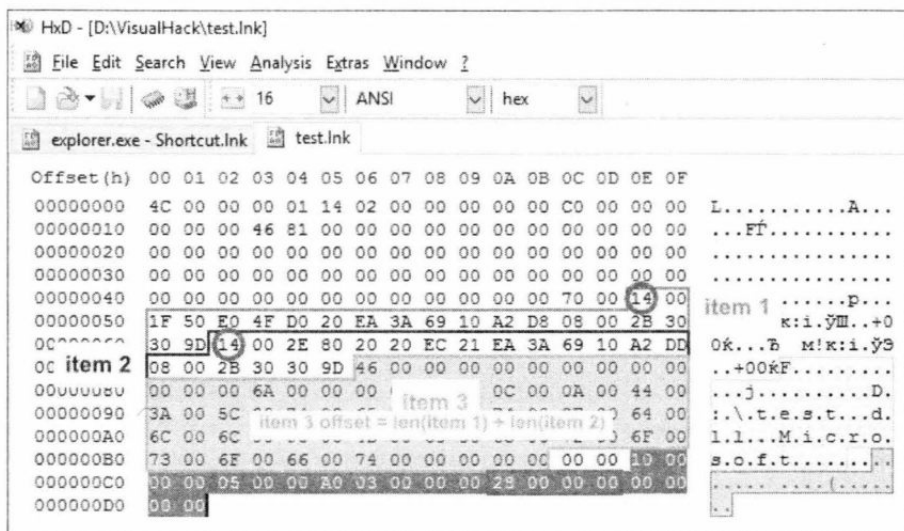 HxD - [D:\VisualHack\test.lnk]
File Edit Search View Analysis Extras Window ?
16 ANSI hex
explorer.exe - Shortcut.lnk test.lnk
Offset(h) 00 01 02 03 04 05 06 07 08 09 0A 0B 0C 0D 0E 0F
00000000 4C 00 00 00 01 14 02 00 00 00 00 00 C0 00 00 00 L...........A...
00000010 00 00 00 46 81 00 00 00 00 00 00 00 00 00 00 00 ...FЃ............
00000020 00 00 00 00 00 00 00 00 00 00 00 00 00 00 00 00 ................
00000030 00 00 00 00 00 00 00 00 00 00 00 00 00 00 00 00 ................
00000040 00 00 00 00 00 00 00 00 00 00 00 00 70 00 14 00 item 1 ......p...
00000050 1F 50 E0 4F D0 20 EA 3A 69 10 A2 D8 08 00 2B 30 к:i.ўШ..+0
30 9D 14 00 2E 80 20 20 EC 21 EA 3A 69 10 A2 DD 0ќ...Ђ м!к:i.ўЭ
item 2 08 00 2B 30 30 9D 46 00 00 00 00 00 00 00 00 00 ..+00ќF.........
00000080 00 00 00 6A 00 00 00 item 3 0C 00 0A 00 44 00 ...j..........D.
00000090 3A 00 5C 64 00 :.\.t.e.s.t...d.
item 3 offset = len(item 1) + len(item 2)
000000A0 6C 00 6C 6F 00 l.l...M.i.c.r.o.
000000B0 73 00 6F 00 66 00 74 00 00 00 00 00 00 00 10 00 s.o.f.t.........
000000C0 00 00 05 00 00 A0 03 00 00 00 28 00 00 00 00 00 ..... ....(.....
000000D0 00 00 ..